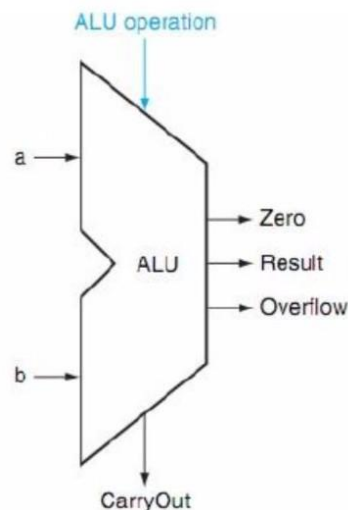 ALU operation
a
Zero
ALU
Result
Overflow
b
CarryOut